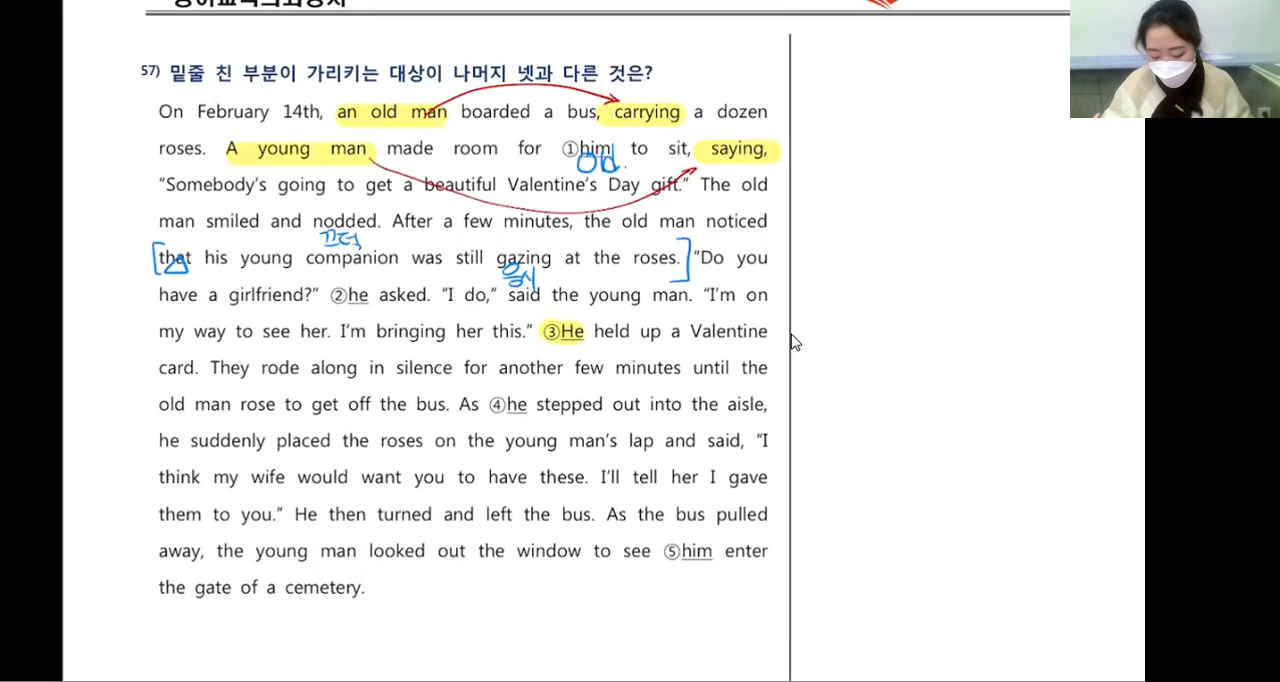 57) 밑줄 친 부분이 가리키는 대상이 나머지 넷과 다른 것은?
On February 14th, an old man boarded a bus, carrying a dozen
roses. A young man made room for ①him to sit, saying,
Old
“Somebody’s going to get a beautiful Valentine’s Day gift.” The old
man smiled and nodded. After a few minutes, the old man noticed
끄덕
that his young companion was still gazing at the roses. “Do you
응시
have a girlfriend?” ②he asked. “I do,” said the young man. “I’m on
my way to see her. I’m bringing her this.” ③He held up a Valentine
card. They rode along in silence for another few minutes until the
old man rose to get off the bus. As ④he stepped out into the aisle,
he suddenly placed the roses on the young man’s lap and said, “I
think my wife would want you to have these. I’ll tell her I gave
them to you.” He then turned and left the bus. As the bus pulled
away, the young man looked out the window to see ⑤him enter
the gate of a cemetery.